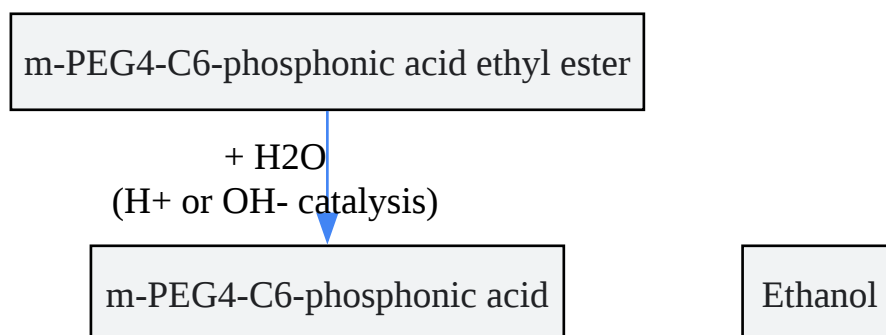 m-PEG4-C6-phosphonic acid ethyl ester
+ H2O
(H+ or OH- catalysis)
m-PEG4-C6-phosphonic acid
Ethanol